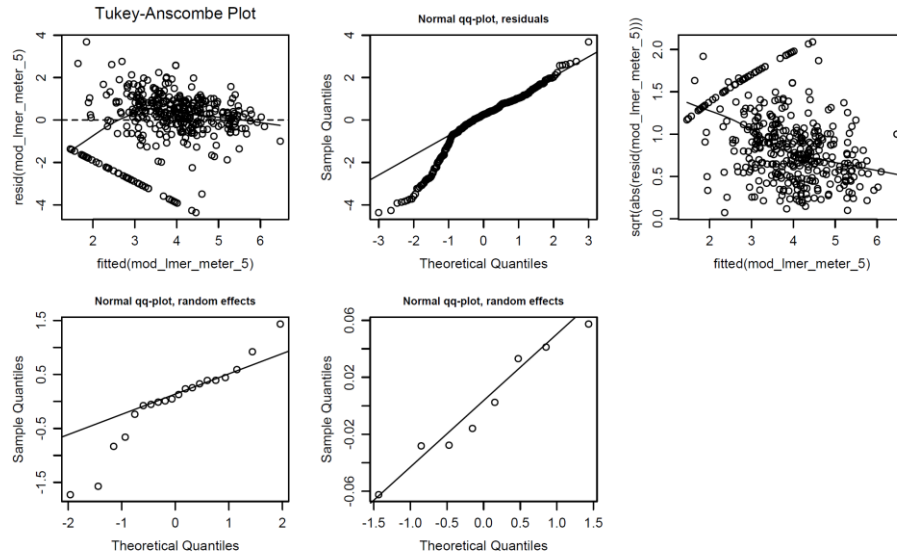 Tukey-Anscombe Plot
resid(mod_lmer_meter_5)
4
2
0
-2
-4
2 3 4 5 6
fitted(mod_lmer_meter_5)
Normal qq-plot, residuals
Sample Quantiles
4
2
0
-2
-4
-3 -2 -1 0 1 2 3
Theoretical Quantiles
sqrt(abs(resid(mod_lmer_meter_5)))
2.0
1.5
1.0
0.5
0.0
2 3 4 5 6
fitted(mod_lmer_meter_5)
Normal qq-plot, random effects
Sample Quantiles
1.5
0.5
-0.5
-1.5
-2 -1 0 1 2
Theoretical Quantiles
Normal qq-plot, random effects
Sample Quantiles
0.06
0.02
-0.02
-0.06
-1.5 -1.0 -0.5 0.0 0.5 1.0 1.5
Theoretical Quantiles